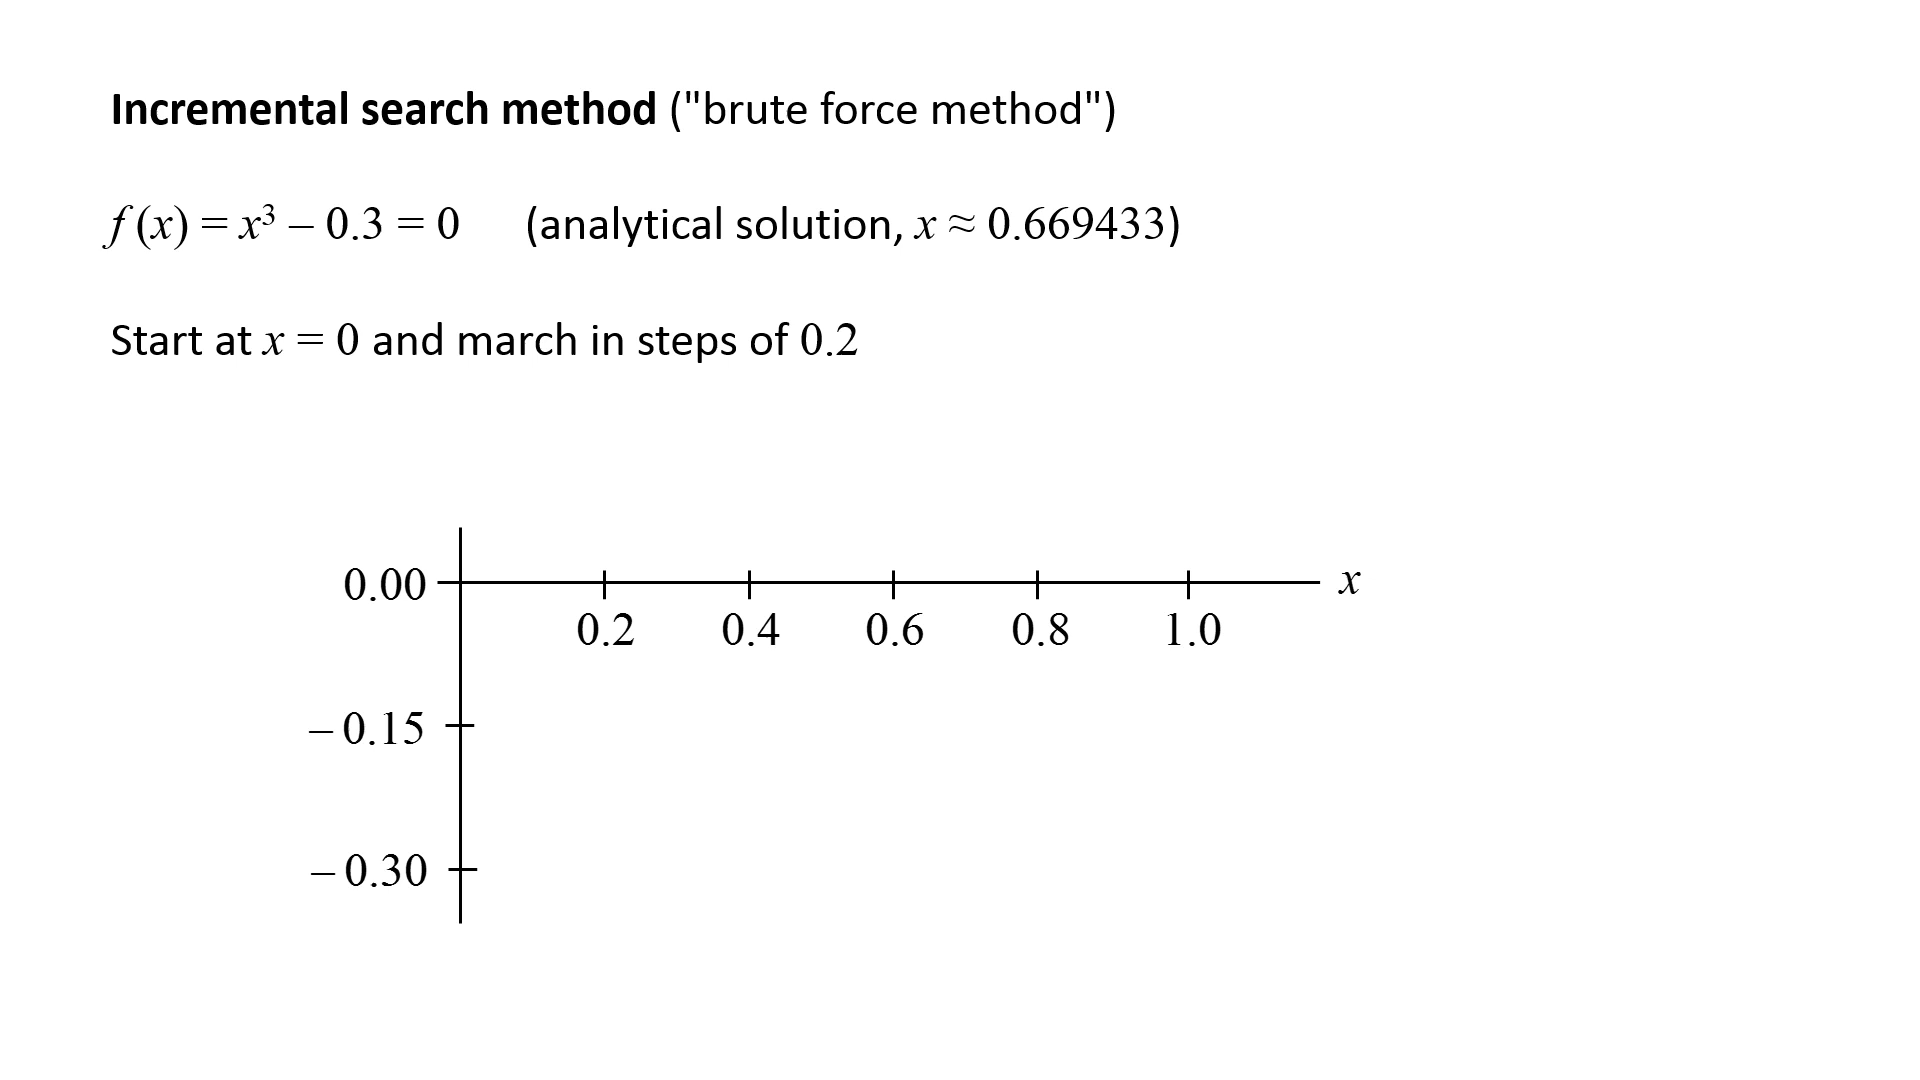 Incremental search method ("brute force method")
f (x) = x³ – 0.3 = 0 (analytical solution, x ≈ 0.669433)
Start at x = 0 and march in steps of 0.2
0.00
x
0.2 0.4 0.6 0.8 1.0
– 0.15
– 0.30